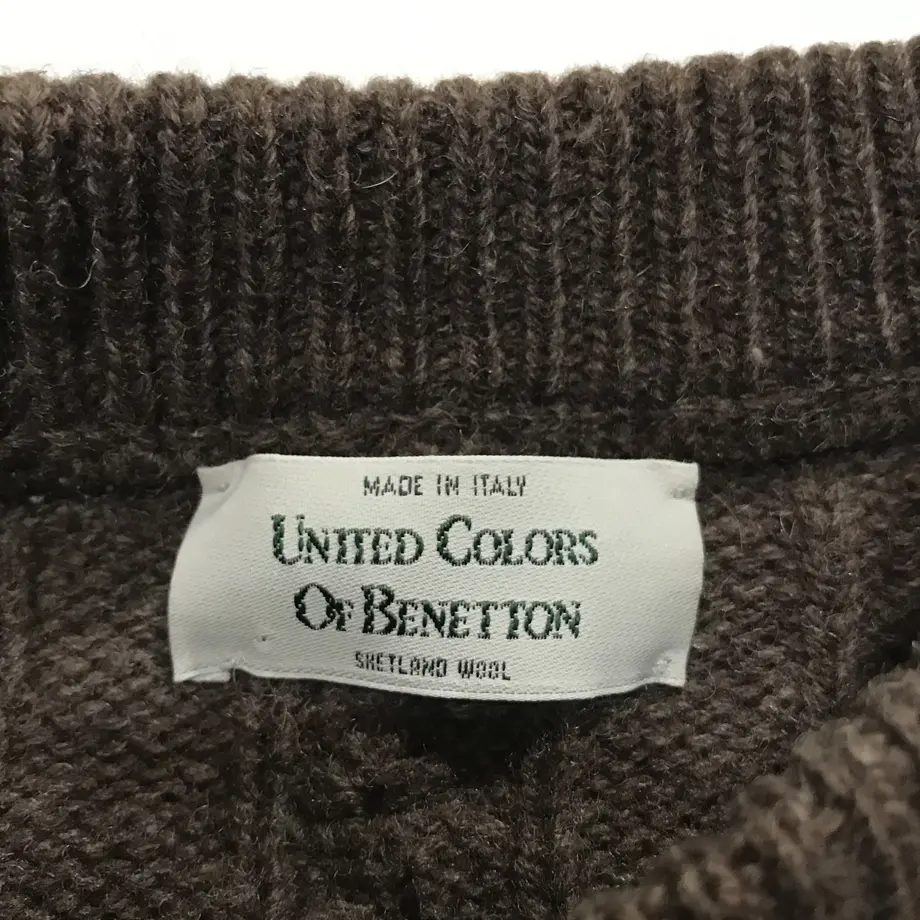 MADE IN ITALY
UNITED COLORS
OF BENETTON
SHETLAND WOOL